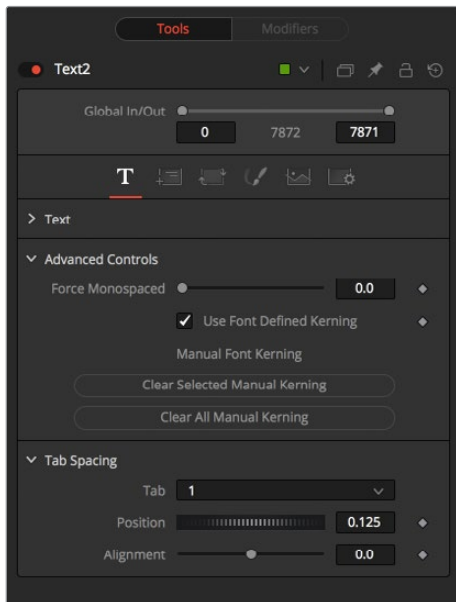 Tools Modifiers
Text2
Global In/Out
0 7872 7871
T
Text
Advanced Controls
Force Monospaced 0.0
Use Font Defined Kerning
Manual Font Kerning
Clear Selected Manual Kerning
Clear All Manual Kerning
Tab Spacing
Tab 1
Position 0.125
Alignment 0.0